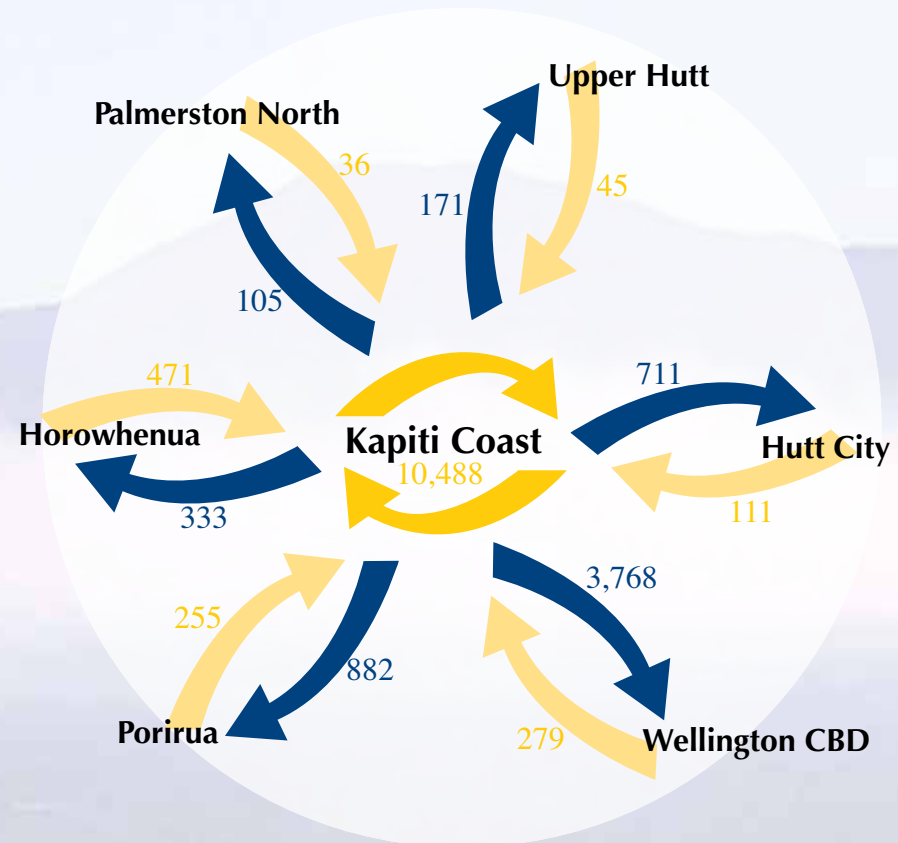 Upper Hutt
Palmerston North
36
45
171
105
471
711
Horowhenua
Kapiti Coast
Hutt City
10,488
333
111
3,768
255
882
Porirua
279
Wellington CBD